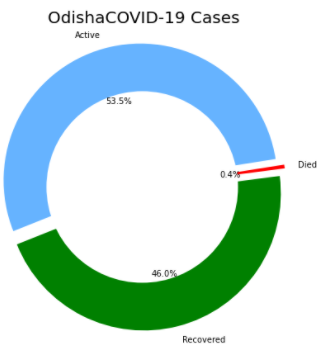 OdishaCOVID-19 Cases
Active
53.5%
Died
0.4%
46.0%
Recovered